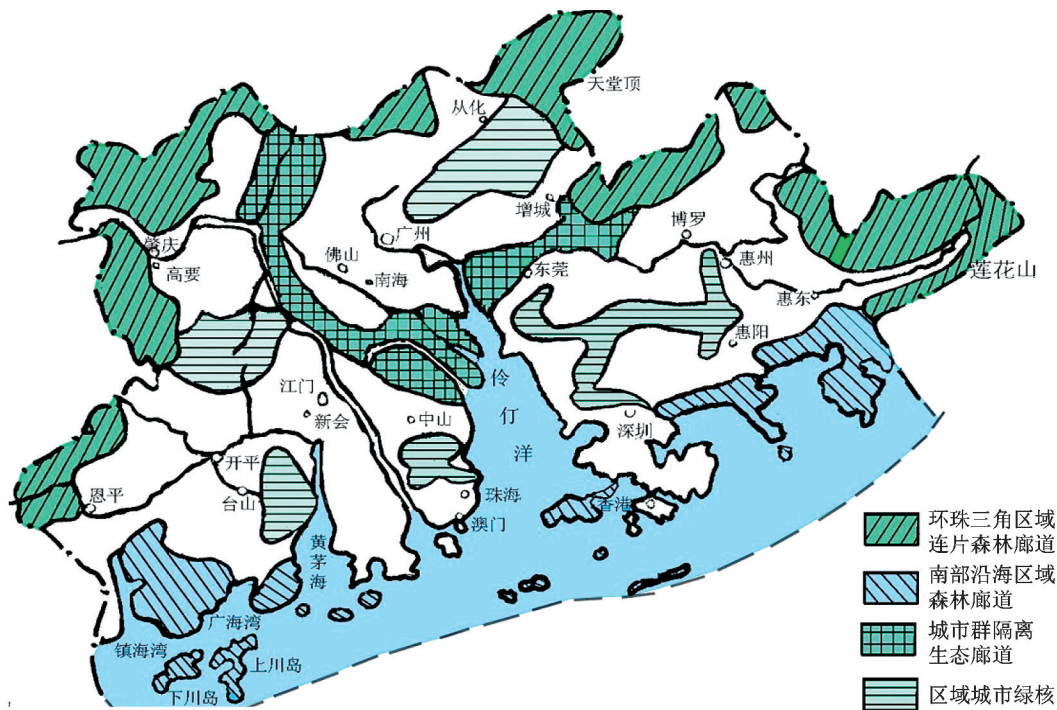 天堂顶
从化
增城
博罗
广州
肇庆
佛山
东莞
惠州
高要
南海
莲花山
惠东
惠阳
伶
仃
洋
江门
新会
中山
深圳
开平
台山
恩平
珠海
香港
澳门
黄
茅
海
广海湾
镇海湾
上川岛
下川岛
环珠三角区域
连片森林廊道
南部沿海区域
森林廊道
城市群隔离
生态廊道
区域城市绿核